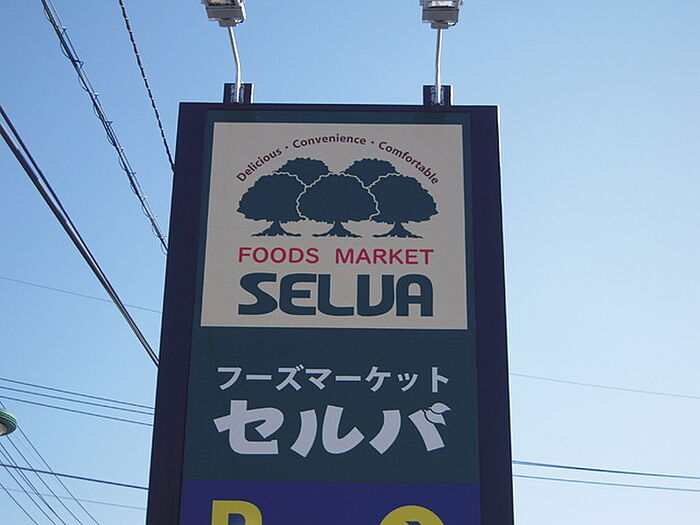 Delicious・Convenience・Comfortable
FOODS MARKET
SELVA
フーズマーケット
セルバ
P